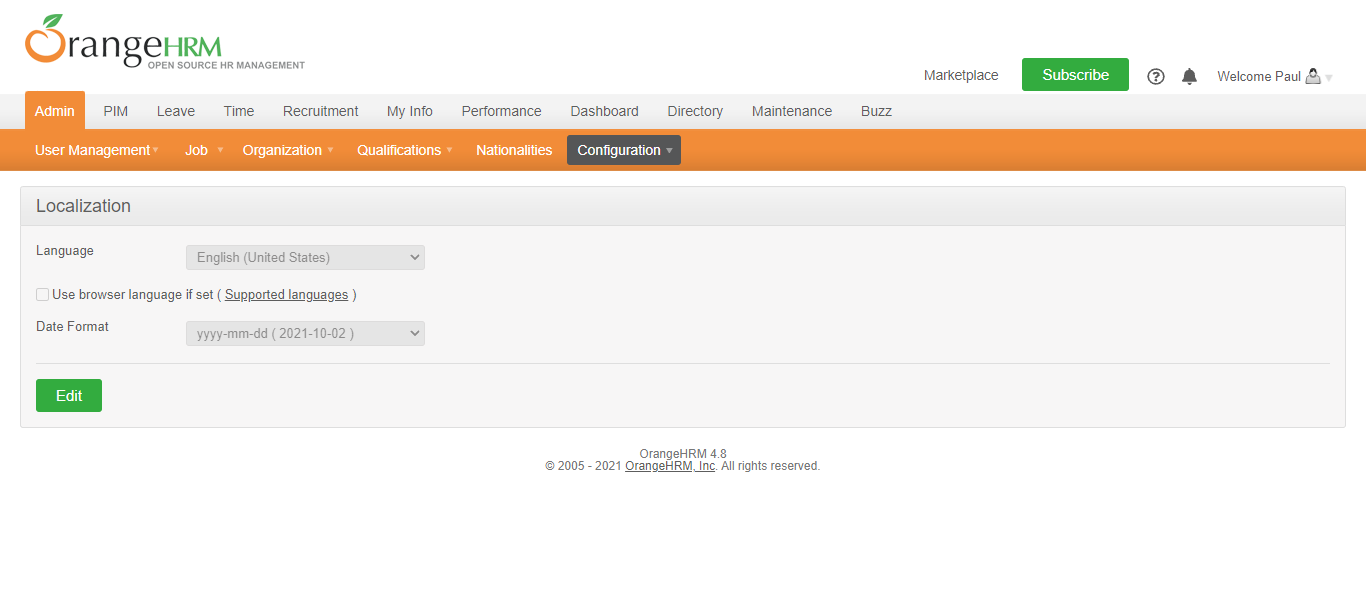 OrangeHRM
OPEN SOURCE HR MANAGEMENT
Marketplace
Subscribe
?
Welcome Paul
Admin PIM Leave Time Recruitment My Info Performance Dashboard Directory Maintenance Buzz
User Management Job Organization Qualifications Nationalities Configuration
Localization
Language English (United States)
Use browser language if set ( Supported languages )
Date Format yyyy-mm-dd ( 2021-10-02 )
Edit
OrangeHRM 4.8
© 2005 - 2021 OrangeHRM, Inc. All rights reserved.